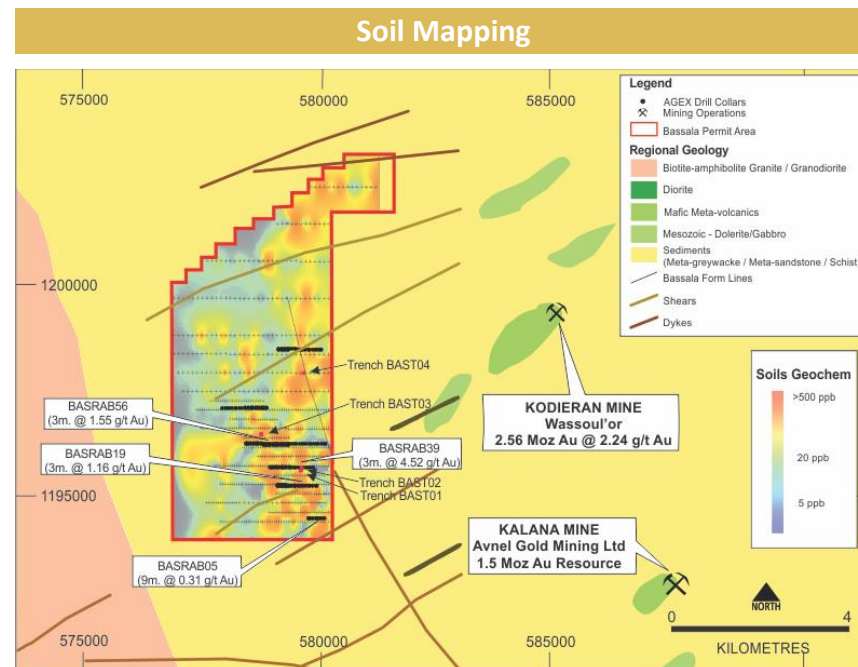 Soil Mapping
575000
580000
585000
Legend
AGEX Drill Collars
Mining Operations
Bassala Permit Area
Regional Geology
Biotite-amphibolite Granite / Granodiorite
Diorite
Mafic Meta-volcanics
Mesozoic - Dolerite/Gabbro
Sediments
(Meta-greywacke / Meta-sandstone / Schist
Bassala Form Lines
Shears
Dykes
1200000
Soils Geochem
>500 ppb
20 ppb
5 ppb
Trench BAST04
BASRAB56
(3m. @ 1.55 g/t Au)
Trench BAST03
KODIERAN MINE
Wassoul'or
2.56 Moz Au @ 2.24 g/t Au
BASRAB39
(3m. @ 4.52 g/t Au)
BASRAB19
(3m. @ 1.16 g/t Au)
Trench BAST02
Trench BAST01
1195000
KALANA MINE
Avnel Gold Mining Ltd
1.5 Moz Au Resource
BASRAB05
(9m. @ 0.31 g/t Au)
NORTH
0
4
KILOMETRES
575000
580000
585000